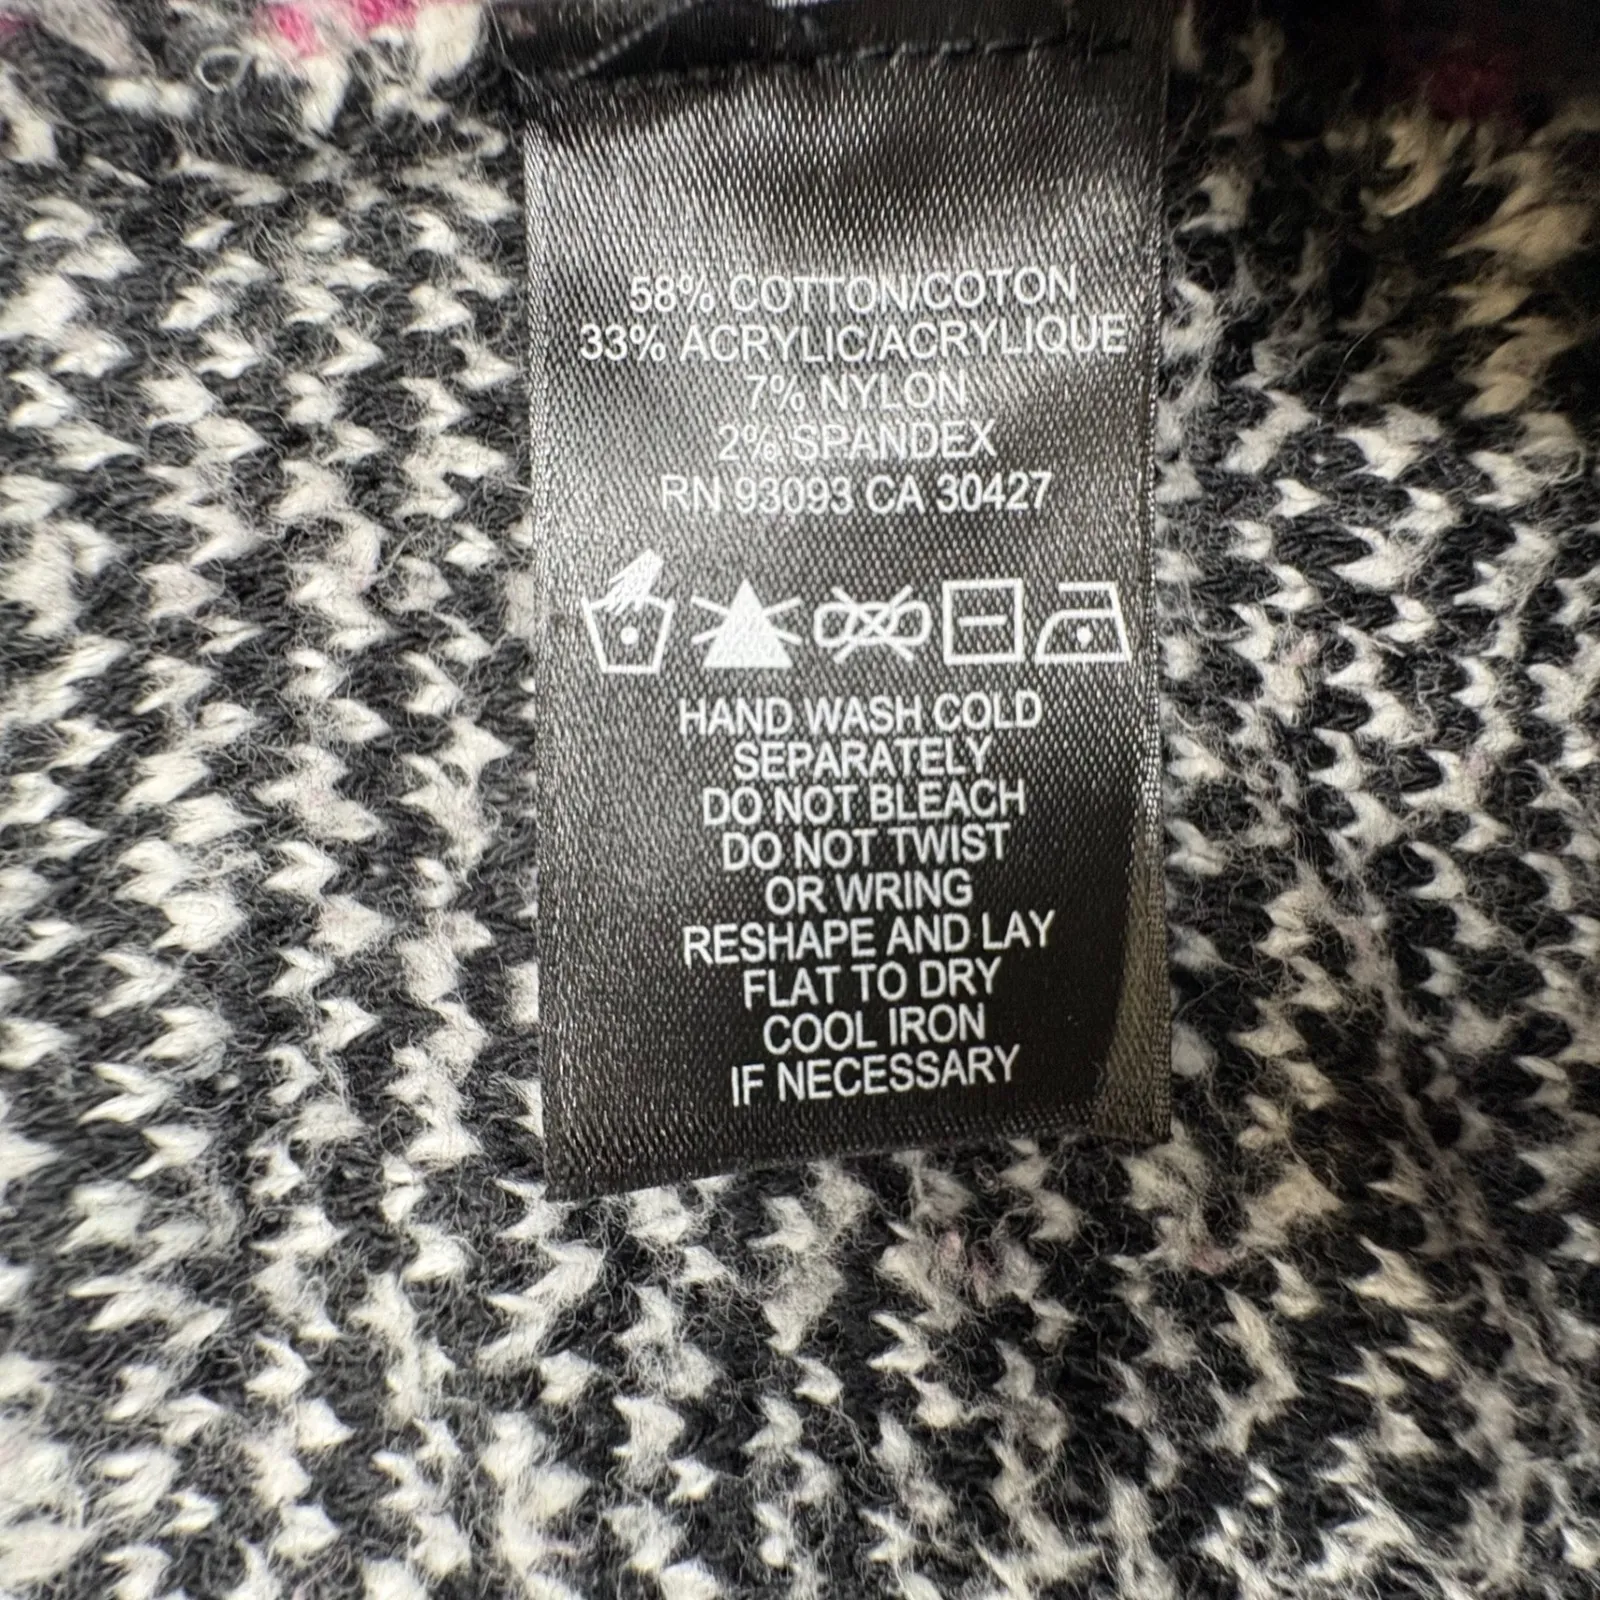 58% COTTON/COTON
33% ACRYLIC/ACRYLIQUE
7% NYLON
2% SPANDEX
RN 93093 CA 30427
HAND WASH COLD
SEPARATELY
DO NOT BLEACH
DO NOT TWIST
OR WRING
RESHAPE AND LAY
FLAT TO DRY
COOL IRON
IF NECESSARY